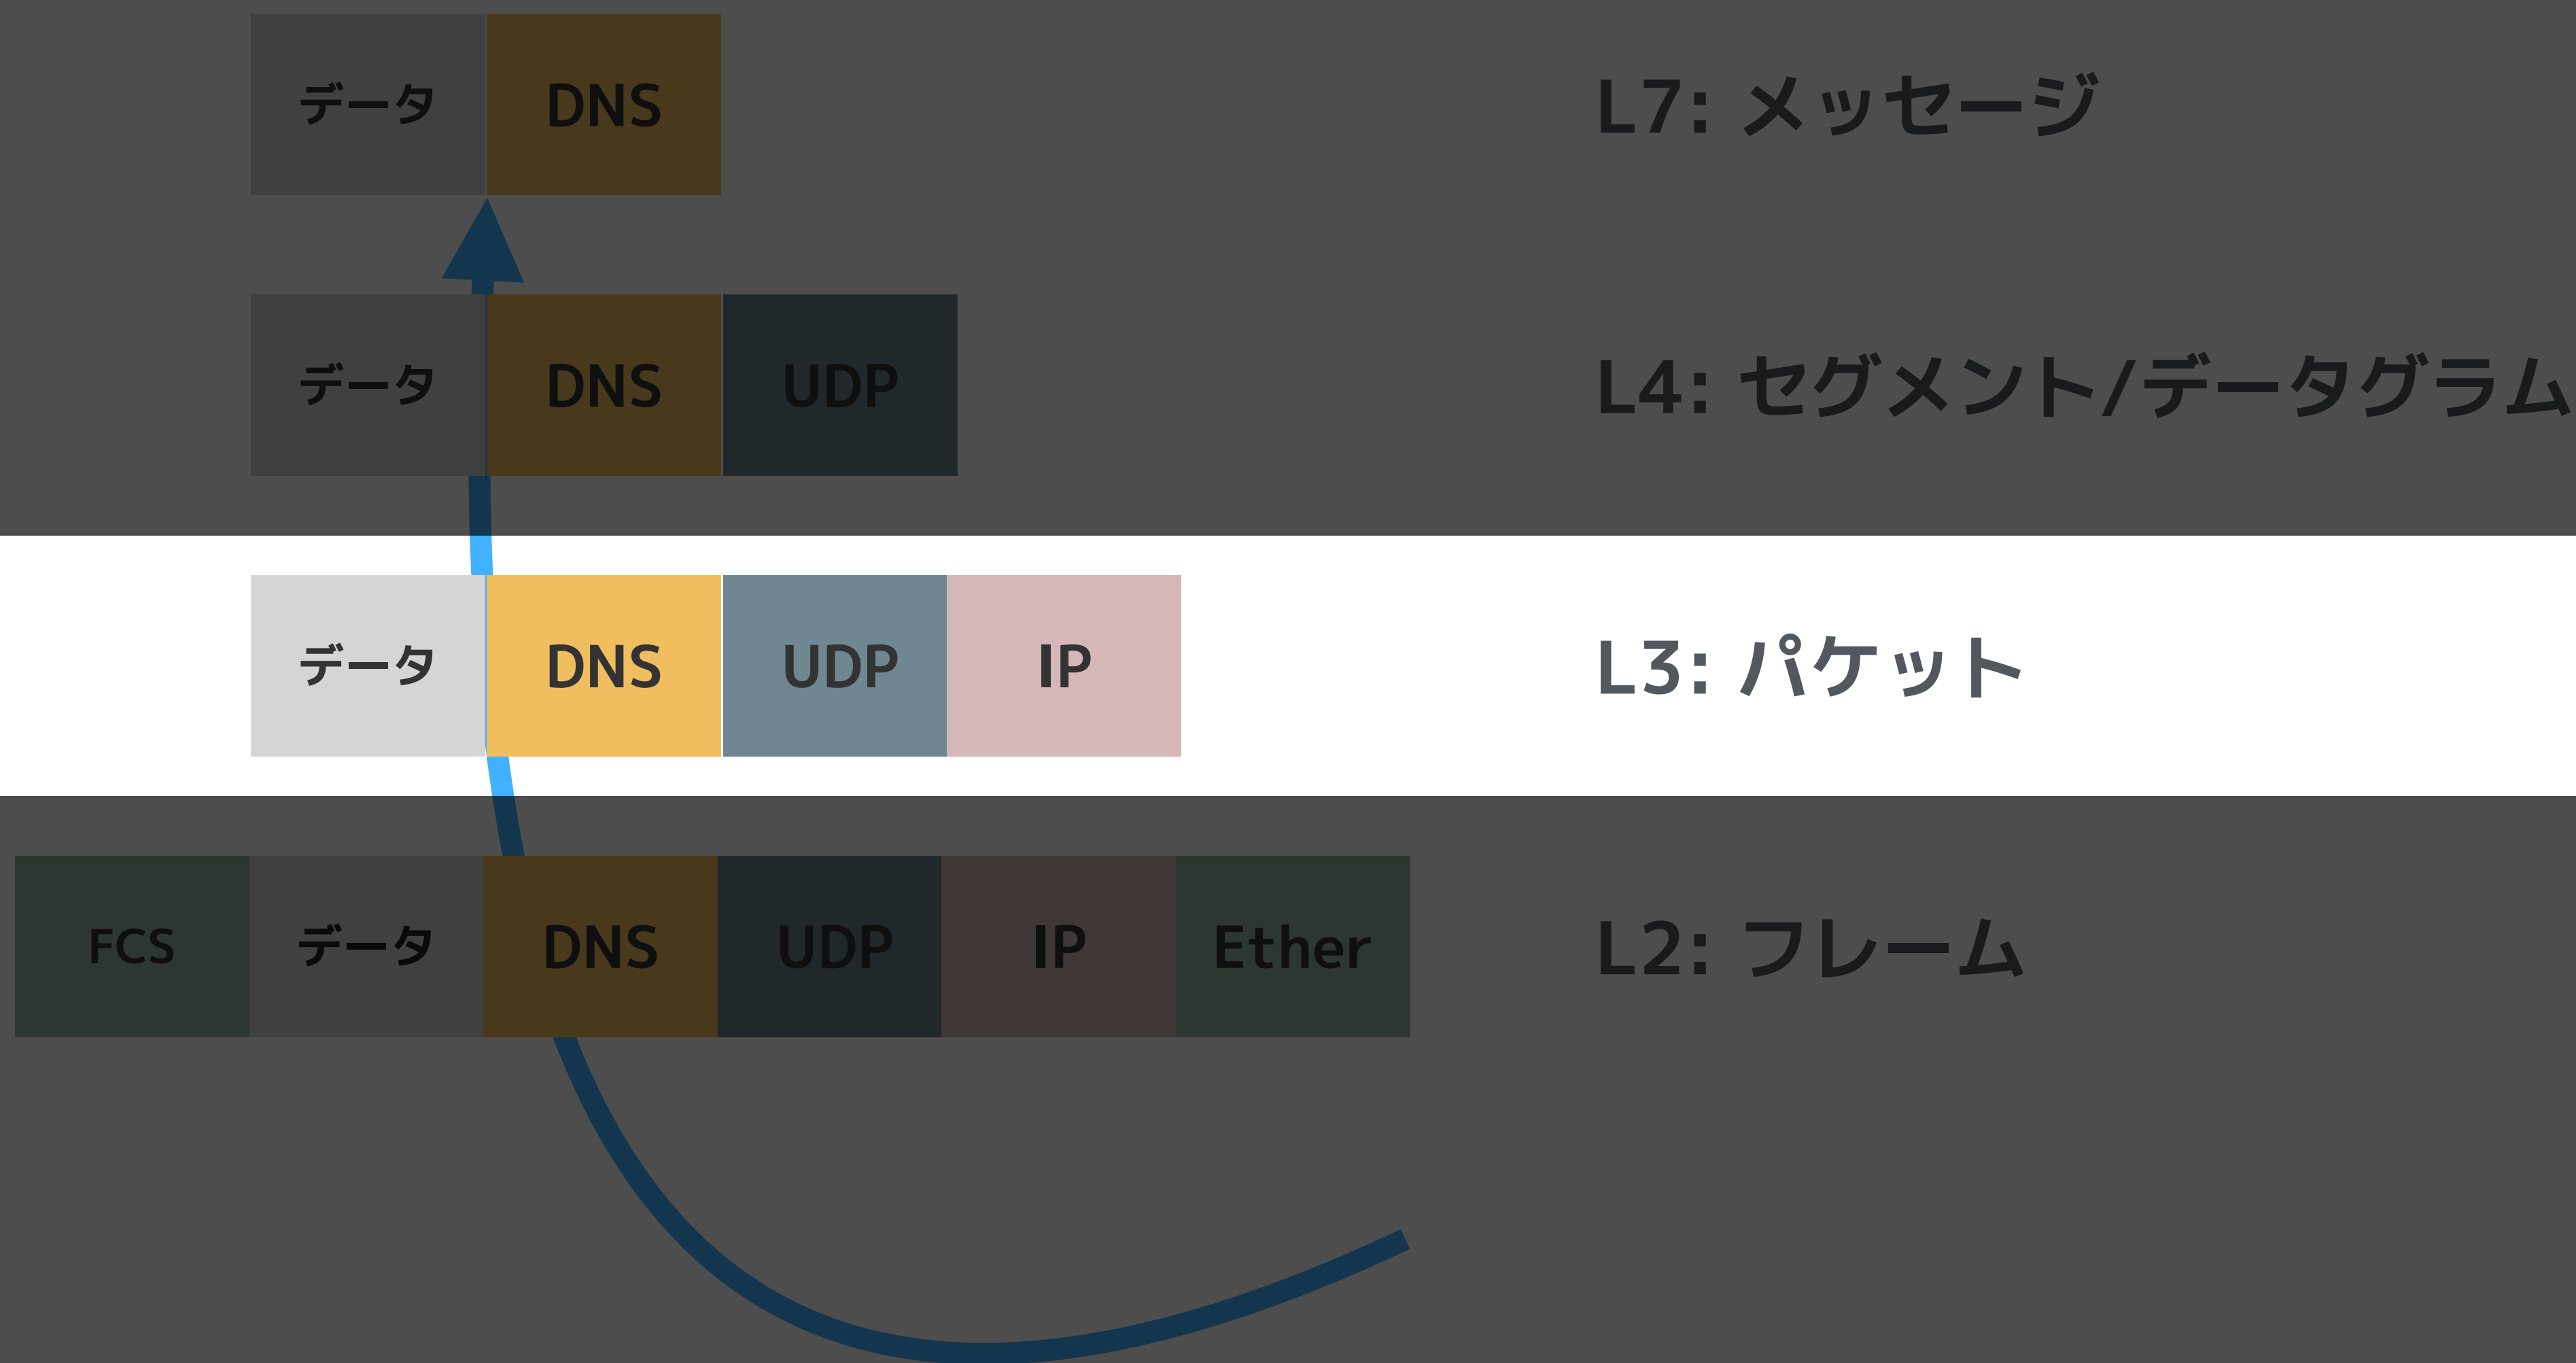 データ DNS L7: メッセージ
データ DNS UDP L4: セグメント/データグラム
データ DNS UDP IP L3: パケット
FCS データ DNS UDP IP Ether L2: フレーム